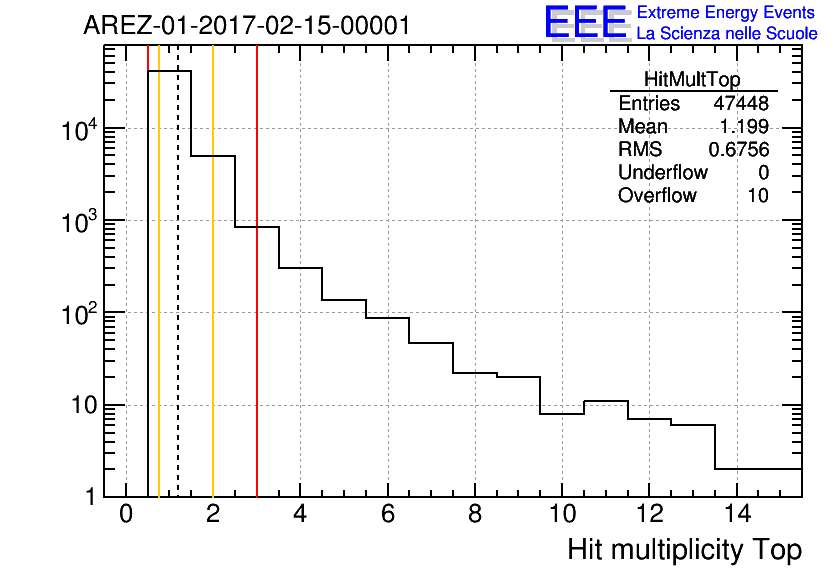 AREZ-01-2017-02-15-00001
EEE Extreme Energy Events
La Scienza nelle Scuole
HitMultTop
Entries 47448
Mean 1.199
RMS 0.6756
Underflow 0
Overflow 10
10^4
10^3
10^2
10
1
0 2 4 6 8 10 12 14
Hit multiplicity Top